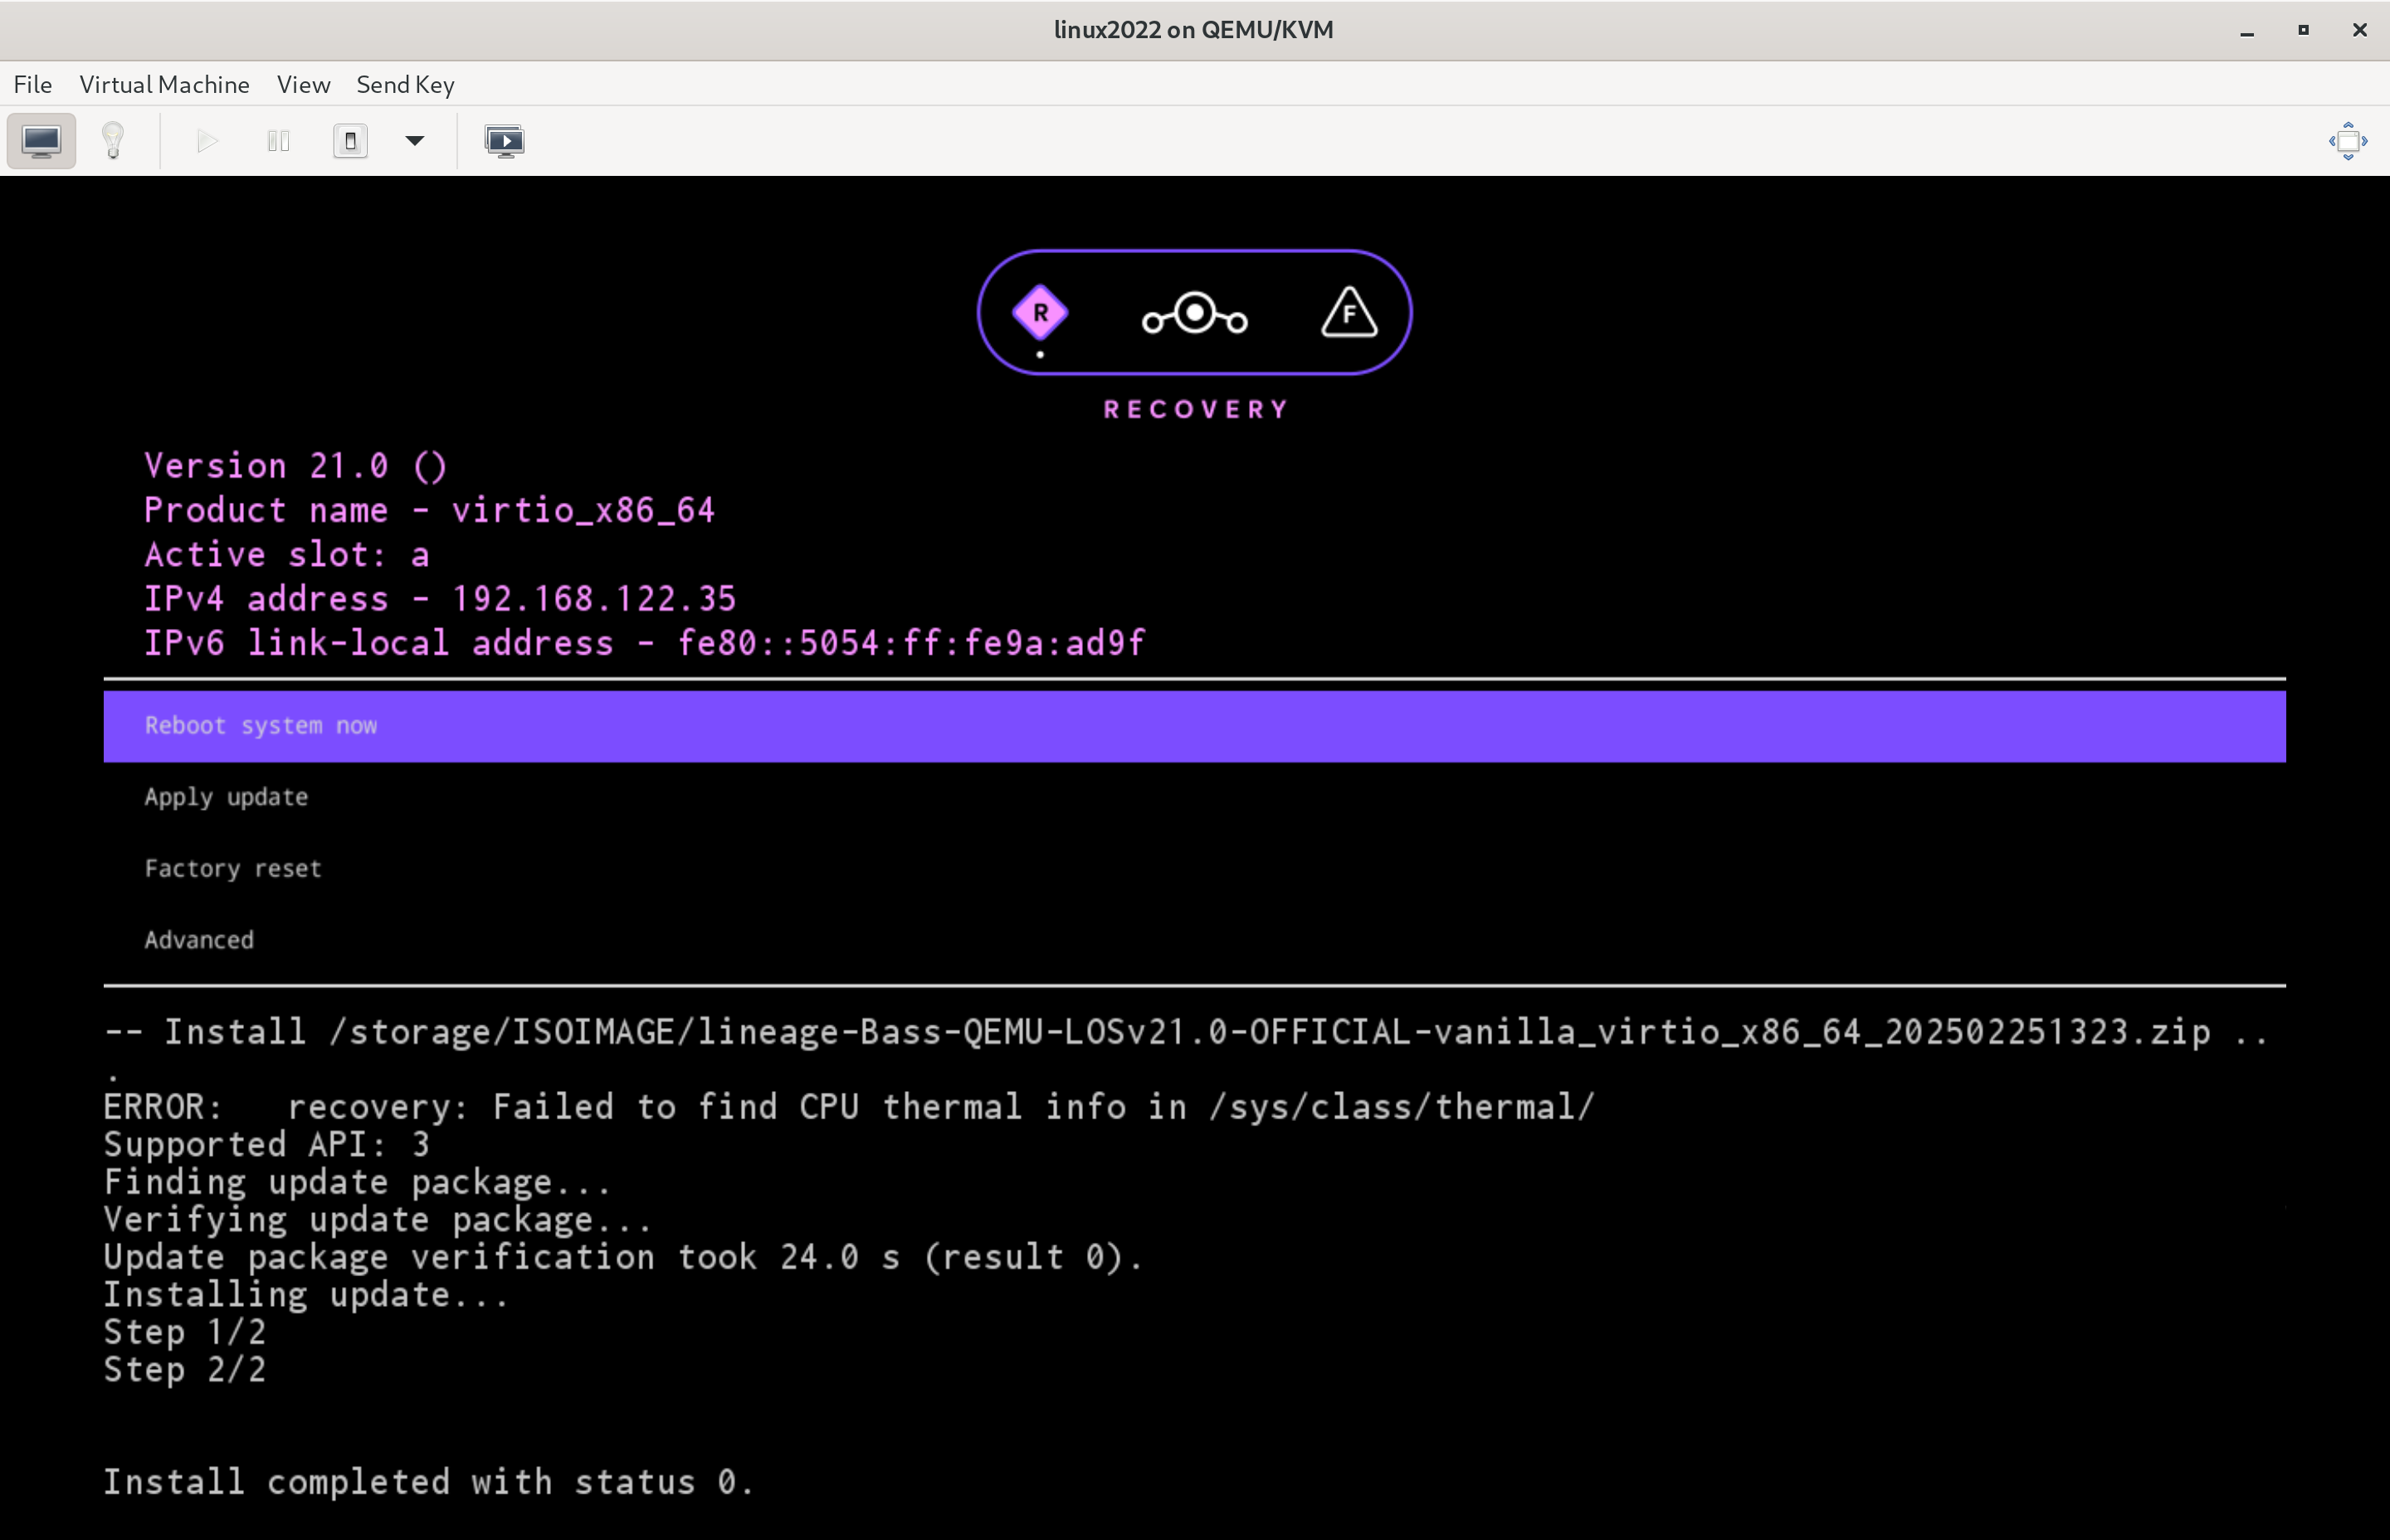 linux2022 on QEMU/KVM
File Virtual Machine View Send Key
R F
RECOVERY
Version 21.0 ()
Product name - virtio_x86_64
Active slot: a
IPv4 address - 192.168.122.35
IPv6 link-local address - fe80::5054:ff:fe9a:ad9f
Reboot system now
Apply update
Factory reset
Advanced
-- Install /storage/ISOIMAGE/lineage-Bass-QEMU-LOSv21.0-OFFICIAL-vanilla_virtio_x86_64_202502251323.zip ..
.
ERROR:   recovery: Failed to find CPU thermal info in /sys/class/thermal/
Supported API: 3
Finding update package...
Verifying update package...
Update package verification took 24.0 s (result 0).
Installing update...
Step 1/2
Step 2/2
Install completed with status 0.